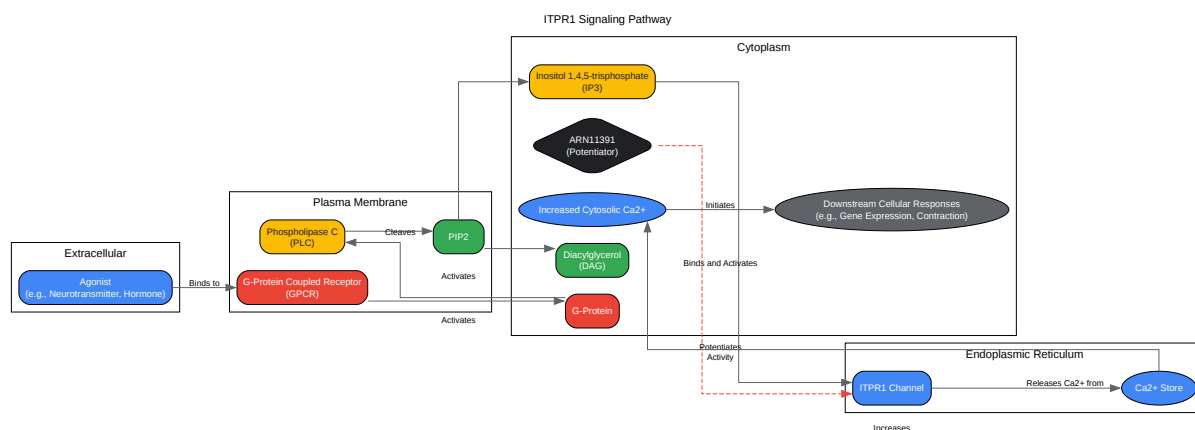 ITPR1 Signaling Pathway
Cytoplasm
Inositol 1,4,5-trisphosphate
(IP3)
ARN11391
(Potentiator)
Increased Cytosolic Ca2+
Initiates
Downstream Cellular Responses
(e.g., Gene Expression, Contraction)
Plasma Membrane
Phospholipase C
(PLC)
Cleaves
PIP2
Diacylglycerol
(DAG)
Binds and Activates
Extracellular
Agonist
(e.g., Neurotransmitter, Hormone)
Binds to
G-Protein Coupled Receptor
(GPCR)
Activates
G-Protein
Activates
Potentiates
Activity
Endoplasmic Reticulum
ITPR1 Channel
Releases Ca2+ from
Ca2+ Store
Increases